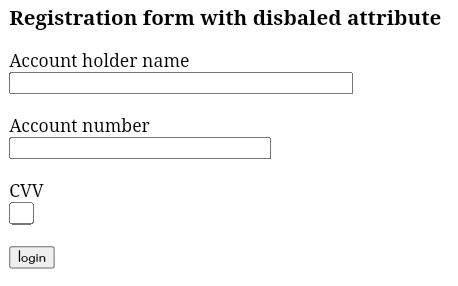 Registration form with disbaled attribute
Account holder name
Account number
CVV
login